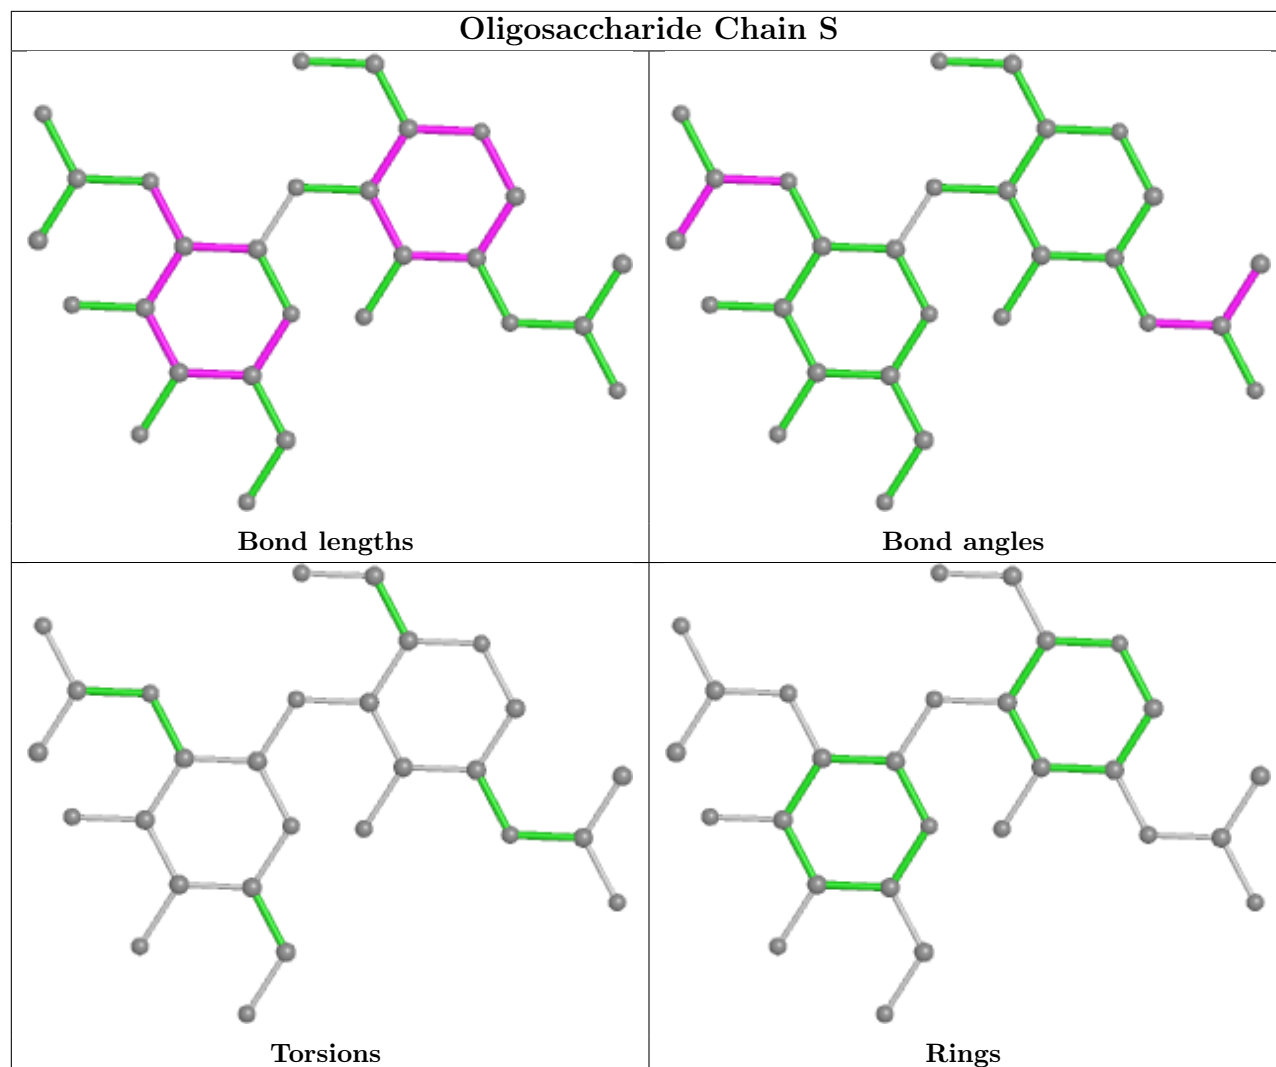 Oligosaccharide Chain S
Bond lengths
Bond angles
Torsions
Rings